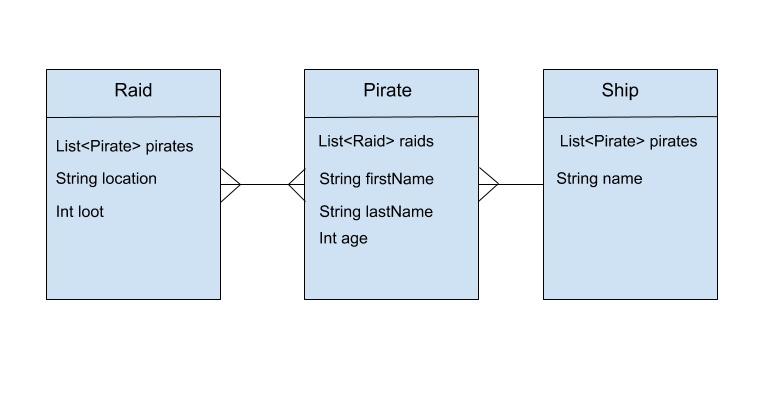 Raid
List<Pirate> pirates
String location
Int loot
Pirate
List<Raid> raids
String firstName
String lastName
Int age
Ship
List<Pirate> pirates
String name